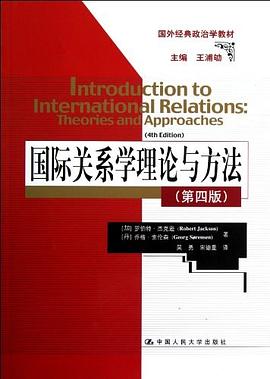 国外经典政治学教材
主编 王浦劬
Introduction to
International Relations:
Theories and Approaches
(4th Edition)
国际关系学理论与方法
(第四版)
[加] 罗伯特·杰克逊 (Robert Jackson)
[丹] 乔格·索伦森 (Georg Sørensen) 著
吴勇 宋德星 译
中国人民大学出版社